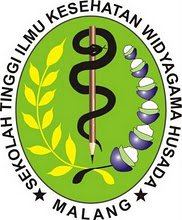 SEKOLAH TINGGI ILMU KESEHATAN WIDYAGAMA HUSADA
MALANG